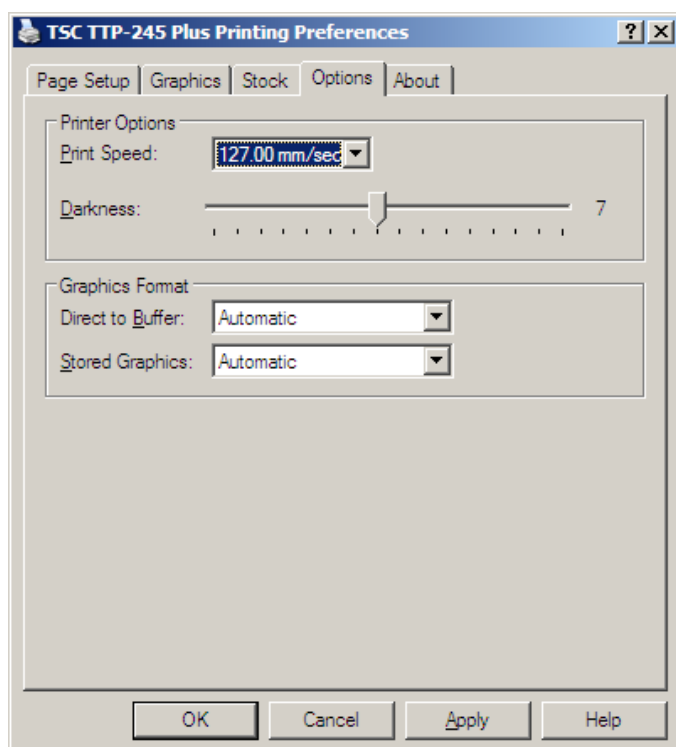 TSC TTP-245 Plus Printing Preferences
Page Setup Graphics Stock Options About
Printer Options
Print Speed: 127.00 mm/sec
Darkness: 7
Graphics Format
Direct to Buffer: Automatic
Stored Graphics: Automatic
OK Cancel Apply Help